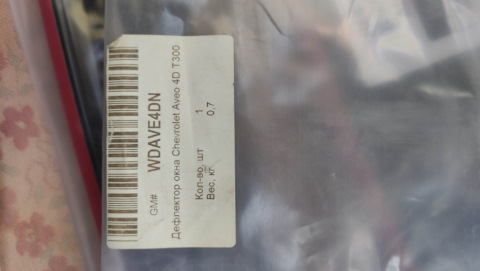 GM#
WDAVE4DN
Дефлектор окна Chevrolet Aveo 4D T300
Кол-во, шт 1
Вес, кг 0,7